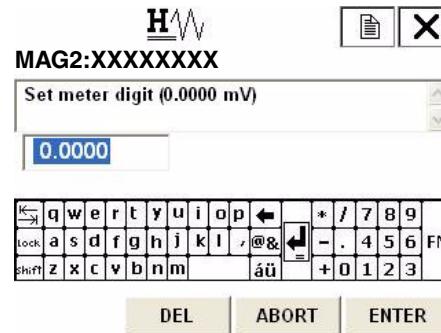 H
MAG2:XXXXXXXX
Set meter digit (0.0000 mV)
0.0000
q w e r t y u i o p * / 7 8 9
Lock a s d f g h j k l , @& - . 4 5 6 FN
Shift z x c v b n m áü = + 0 1 2 3
DEL ABORT ENTER